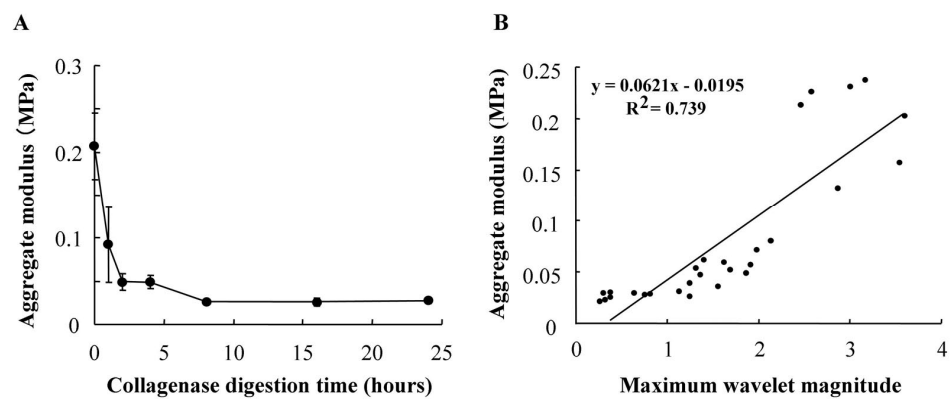 A
B
0.3
0.2
0.1
0
0
5
10
15
20
25
Aggregate modulus (MPa)
Collagenase digestion time (hours)
y = 0.0621x - 0.0195
R2 = 0.739
0.25
0.2
0.15
0.1
0.05
0
0
1
2
3
4
Aggregate modulus (MPa)
Maximum wavelet magnitude